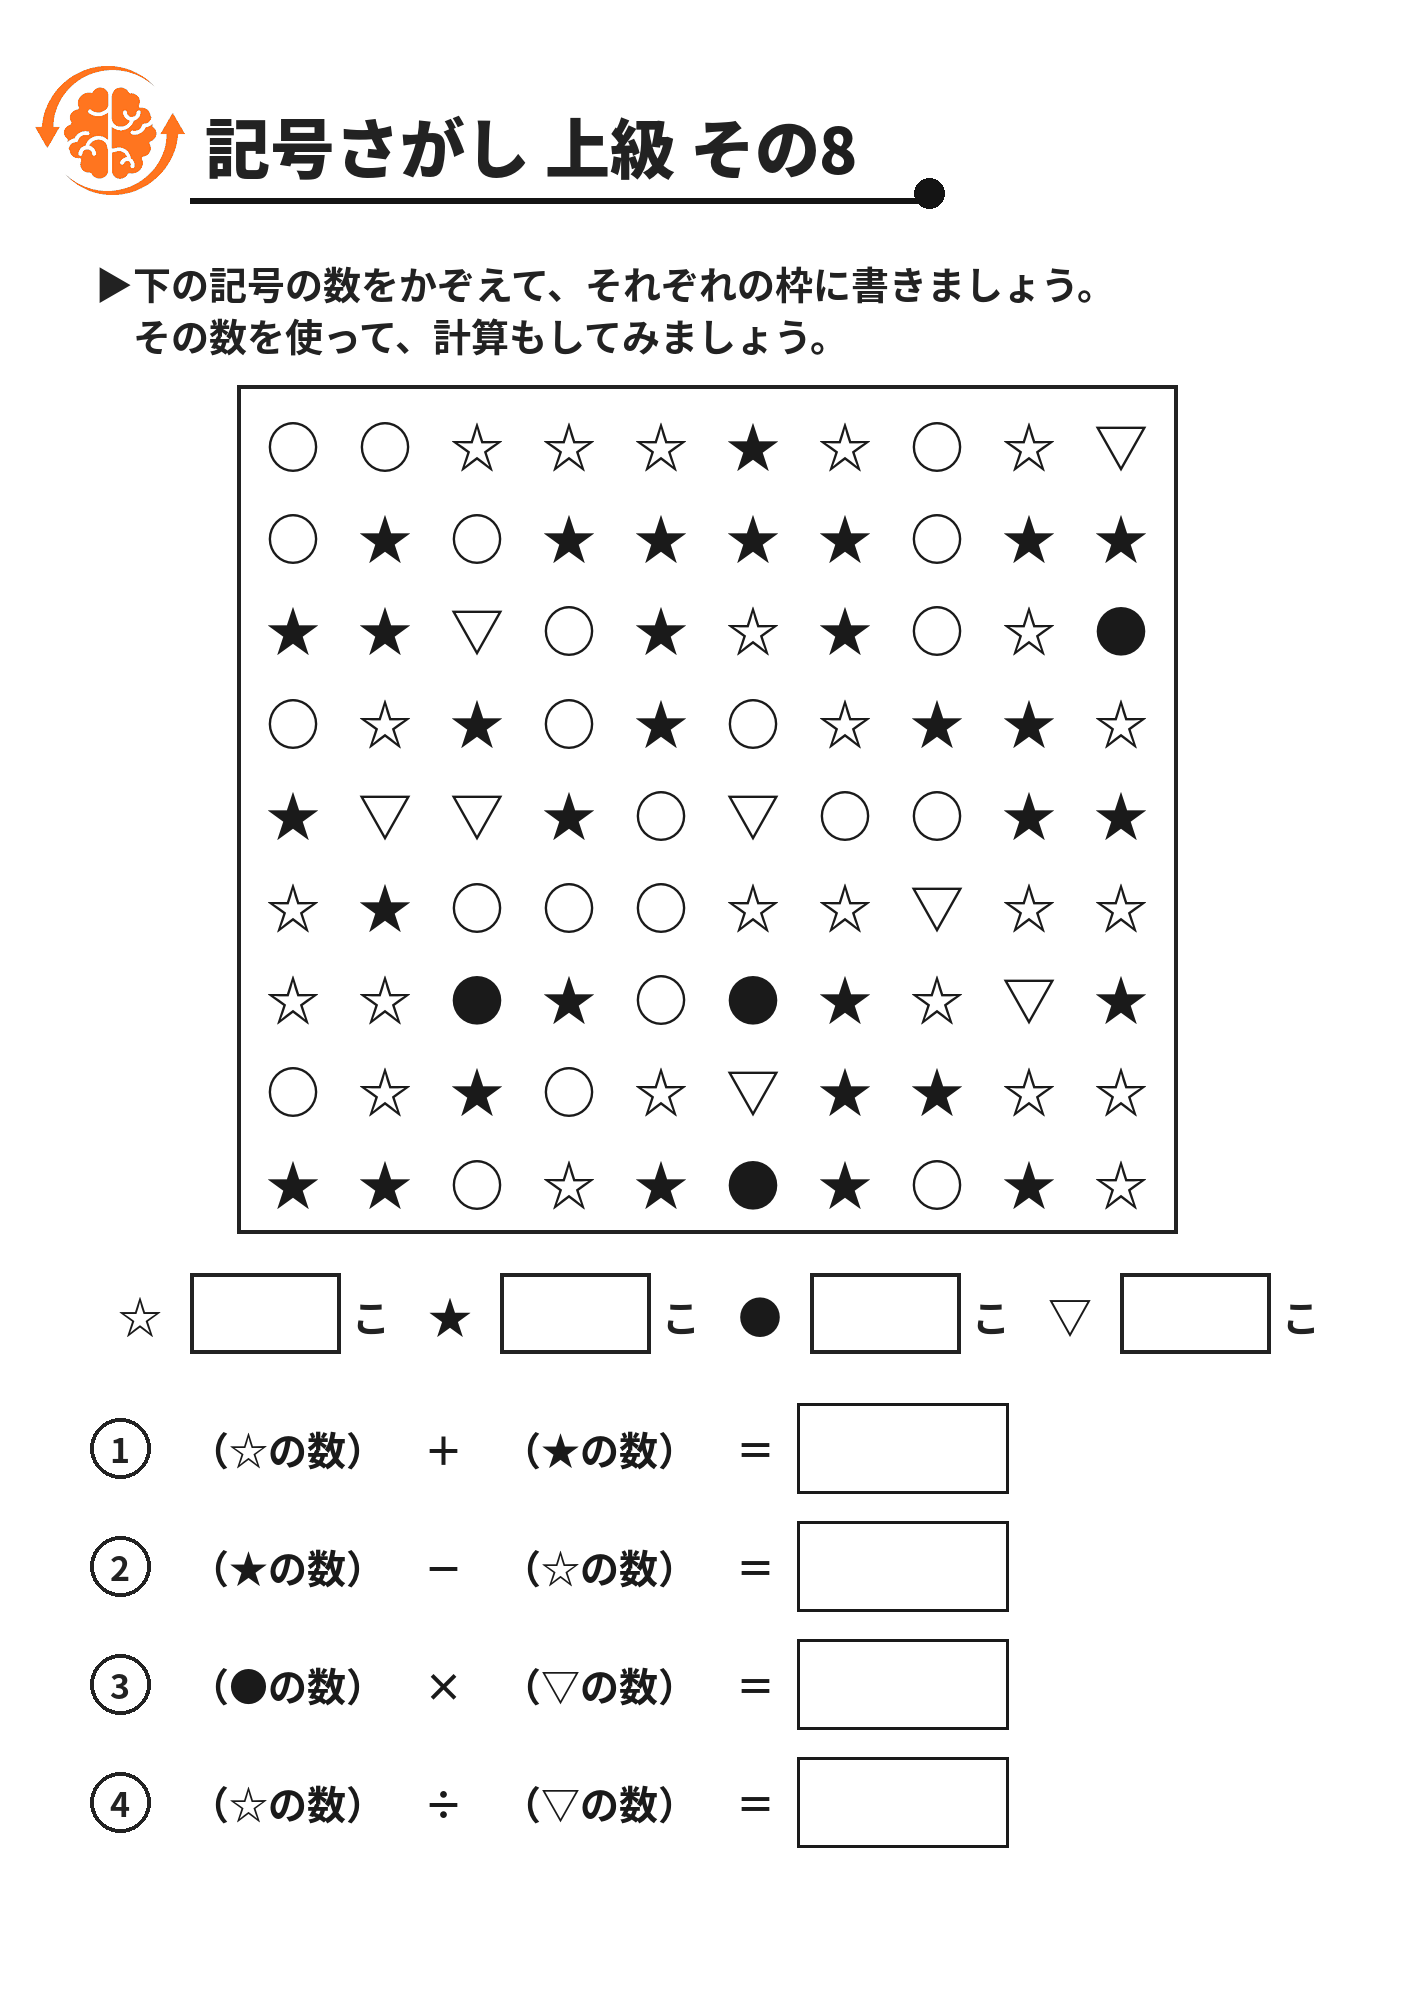 記号さがし 上級 その8
▶下の記号の数をかぞえて、それぞれの枠に書きましょう。
その数を使って、計算もしてみましょう。
○ ○ ☆ ☆ ☆ ★ ☆ ○ ☆ ▽
○ ★ ○ ★ ★ ★ ★ ○ ★ ★
★ ★ ▽ ○ ★ ☆ ★ ○ ☆ ●
○ ☆ ★ ○ ★ ○ ☆ ★ ★ ☆
★ ▽ ▽ ★ ○ ▽ ○ ○ ★ ★
☆ ★ ○ ○ ○ ☆ ☆ ▽ ☆ ☆
☆ ☆ ● ★ ○ ● ★ ☆ ▽ ★
○ ☆ ★ ○ ☆ ▽ ★ ★ ☆ ☆
★ ★ ○ ☆ ★ ● ★ ○ ★ ☆
☆ こ ★ こ ● こ ▽ こ
① （☆の数） ＋ （★の数） ＝
② （★の数） － （☆の数） ＝
③ （●の数） × （▽の数） ＝
④ （☆の数） ÷ （▽の数） ＝